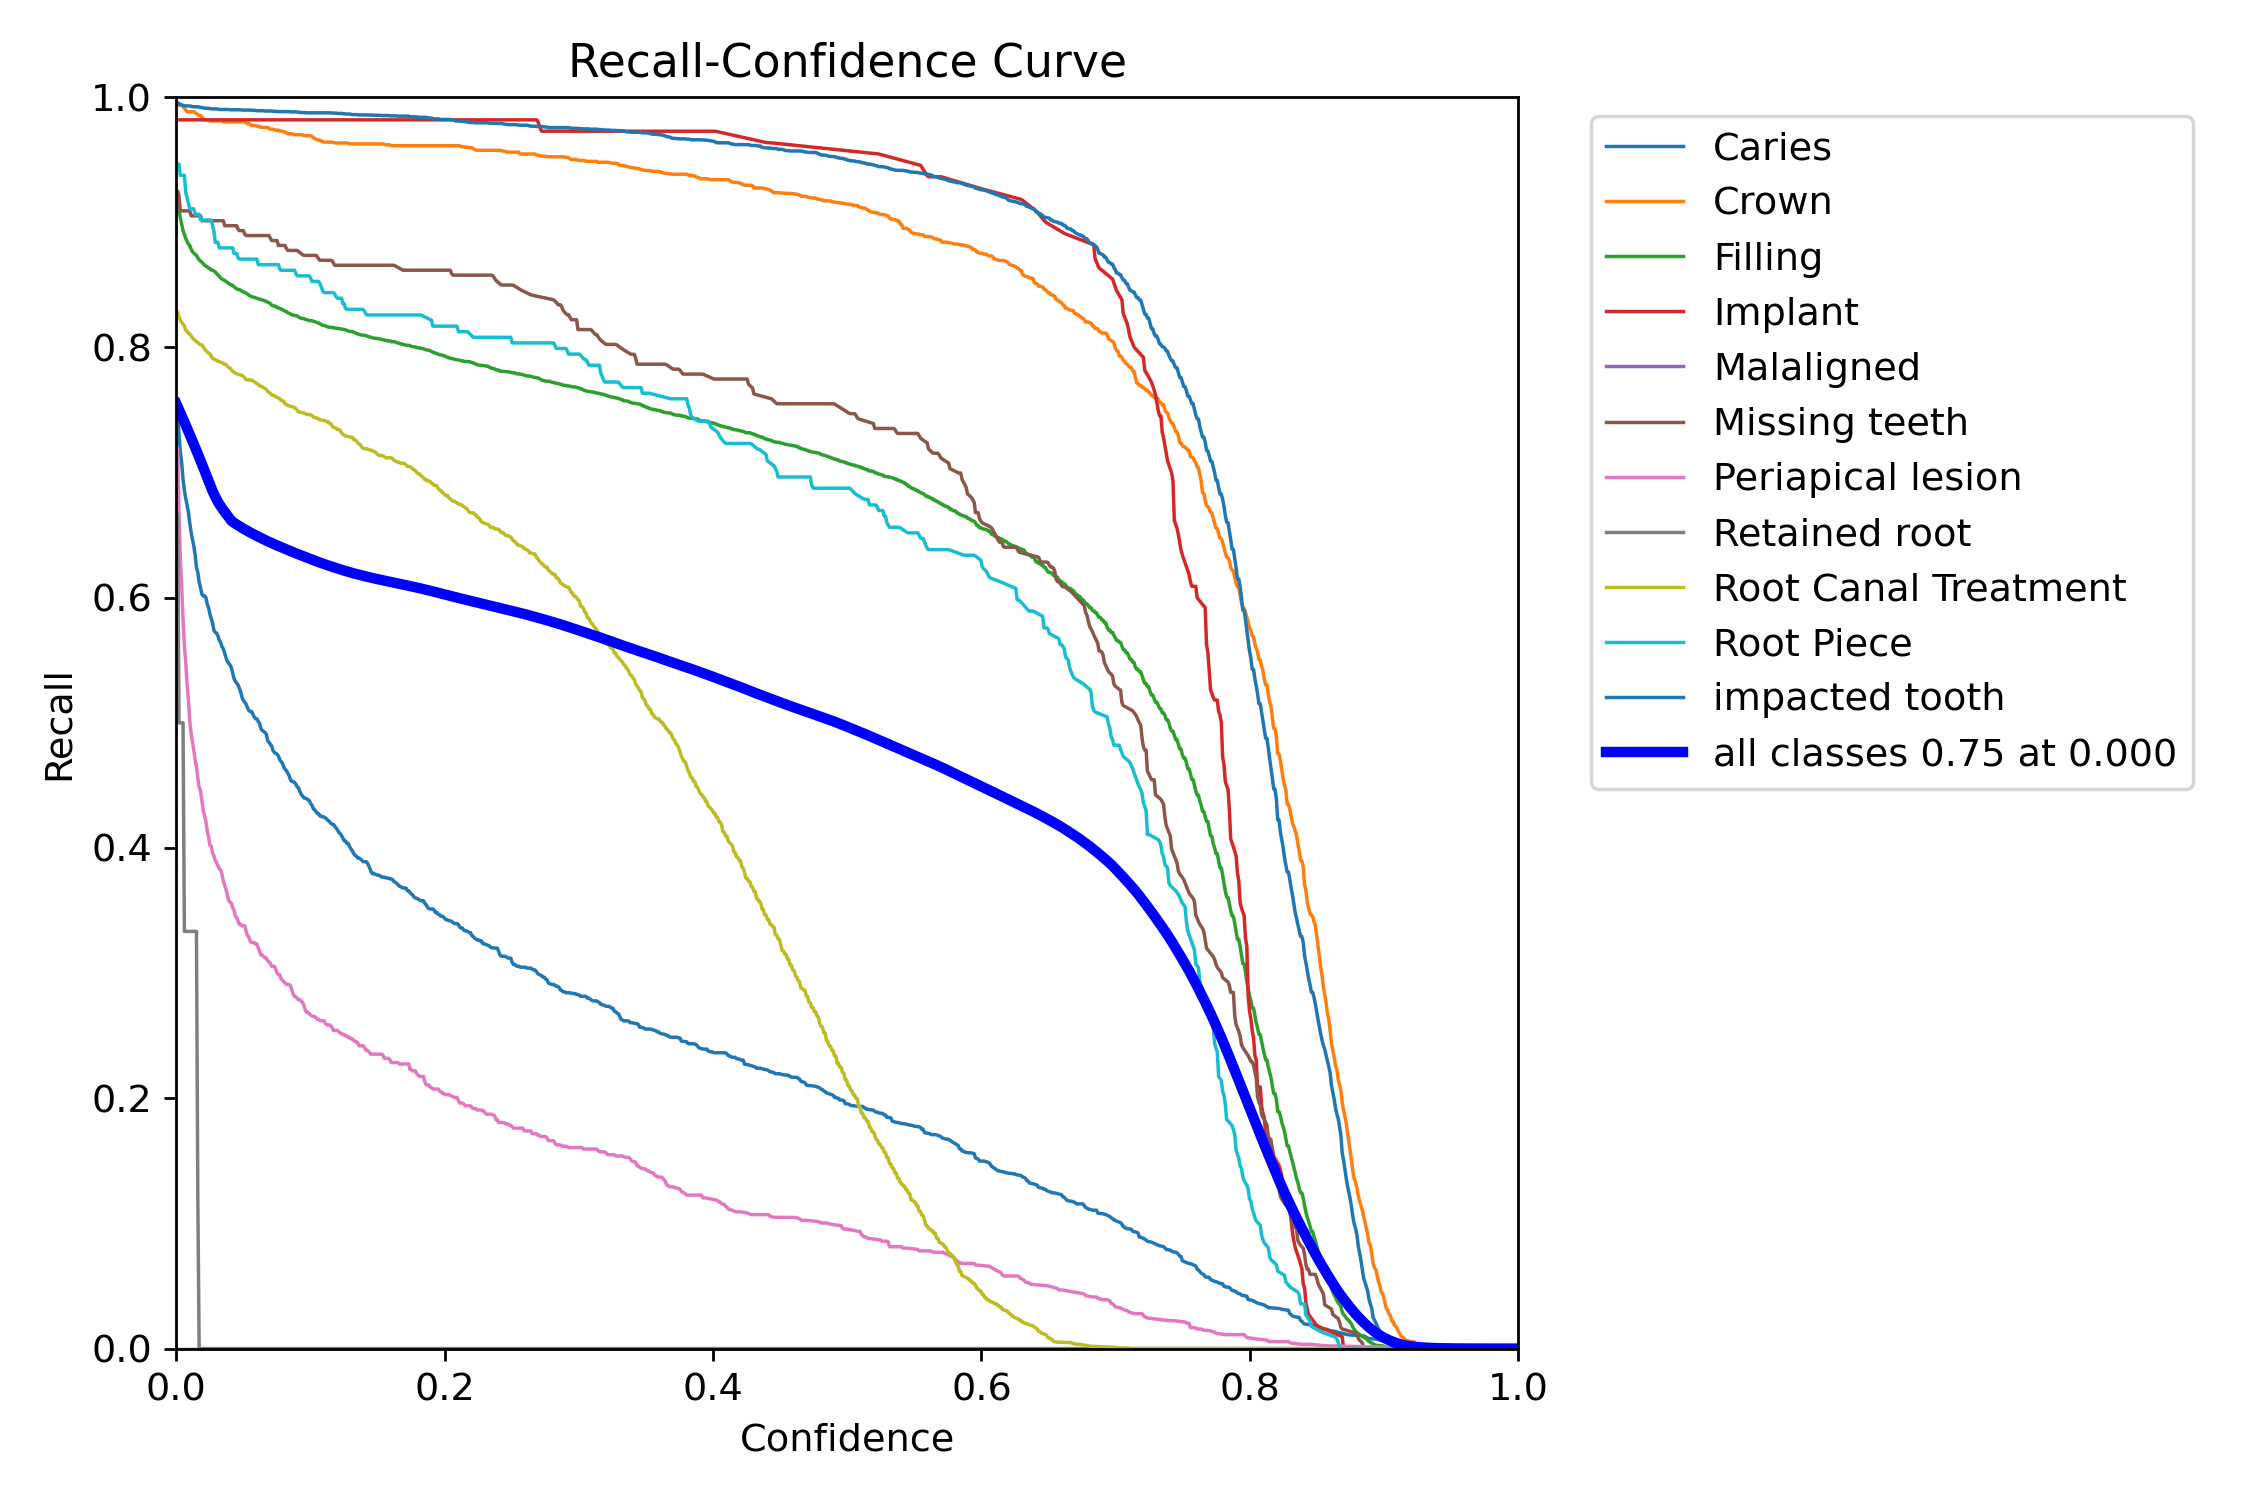 Recall-Confidence Curve
1.0
0.8
0.6
0.4
0.2
0.0
Recall
0.0 0.2 0.4 0.6 0.8 1.0
Confidence
Caries
Crown
Filling
Implant
Malaligned
Missing teeth
Periapical lesion
Retained root
Root Canal Treatment
Root Piece
impacted tooth
all classes 0.75 at 0.000